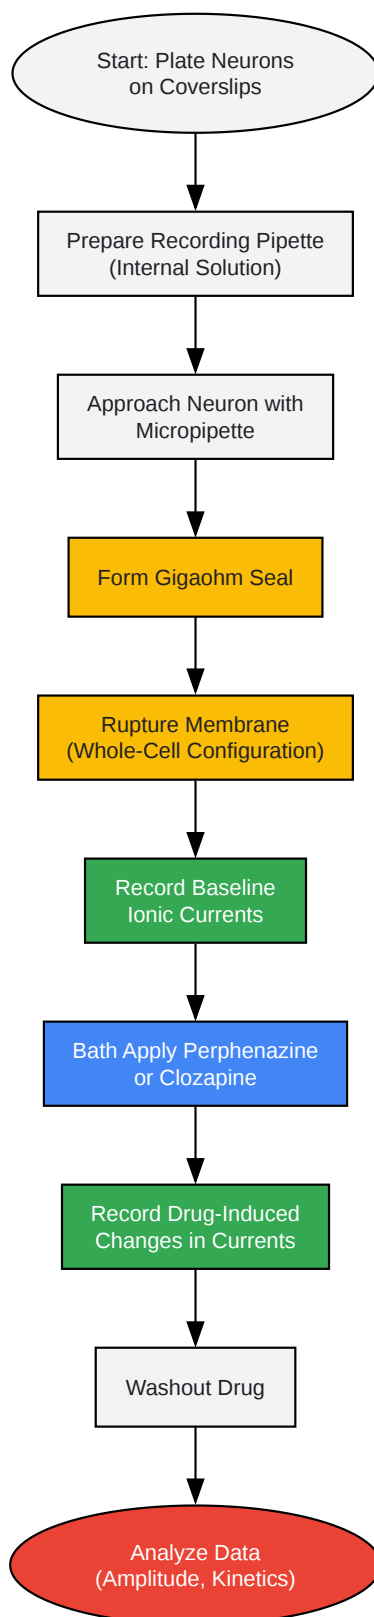 Start: Plate Neurons
on Coverslips
Prepare Recording Pipette
(Internal Solution)
Approach Neuron with
Micropipette
Form Gigaohm Seal
Rupture Membrane
(Whole-Cell Configuration)
Record Baseline
Ionic Currents
Bath Apply Perphenazine
or Clozapine
Record Drug-Induced
Changes in Currents
Washout Drug
Analyze Data
(Amplitude, Kinetics)